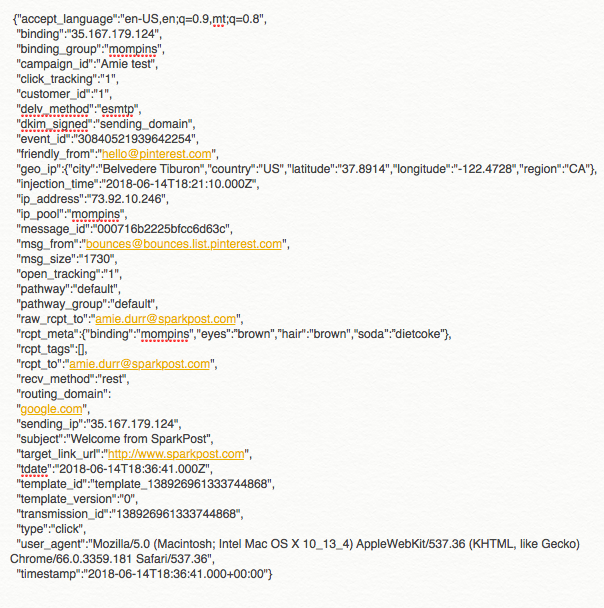 {"accept_language":"en-US,en;q=0.9,mt;q=0.8",
"binding":"35.167.179.124",
"binding_group":"mompins",
"campaign_id":"Amie test",
"click_tracking":"1",
"customer_id":"1",
"delv_method":"esmtp",
"dkim_signed":"sending_domain",
"event_id":"30840521939642254",
"friendly_from":"hello@pinterest.com",
"geo_ip":{"city":"Belvedere Tiburon","country":"US","latitude":"37.8914","longitude":"-122.4728","region":"CA"},
"injection_time":"2018-06-14T18:21:10.000Z",
"ip_address":"73.92.10.246",
"ip_pool":"mompins",
"message_id":"000716b2225bfcc6d63c",
"msg_from":"bounces@bounces.list.pinterest.com",
"msg_size":"1730",
"open_tracking":"1",
"pathway":"default",
"pathway_group":"default",
"raw_rcpt_to":"amie.durr@sparkpost.com",
"rcpt_meta":{"binding":"mompins","eyes":"brown","hair":"brown","soda":"dietcoke"},
"rcpt_tags":[],
"rcpt_to":"amie.durr@sparkpost.com",
"recv_method":"rest",
"routing_domain":
"google.com",
"sending_ip":"35.167.179.124",
"subject":"Welcome from SparkPost",
"target_link_url":"http://www.sparkpost.com",
"tdate":"2018-06-14T18:36:41.000Z",
"template_id":"template_138926961333744868",
"template_version":"0",
"transmission_id":"138926961333744868",
"type":"click",
"user_agent":"Mozilla/5.0 (Macintosh; Intel Mac OS X 10_13_4) AppleWebKit/537.36 (KHTML, like Gecko)
Chrome/66.0.3359.181 Safari/537.36",
"timestamp":"2018-06-14T18:36:41.000+00:00"}